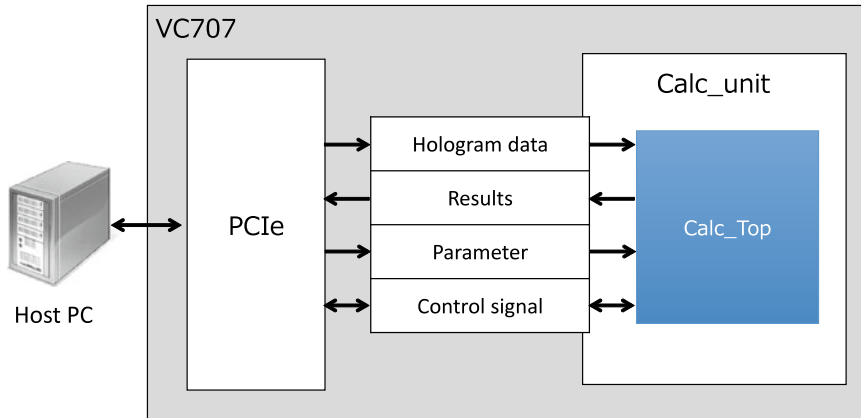 VC707
Calc_unit
Hologram data
Results
PCIe
Parameter
Calc_Top
Control signal
Host PC